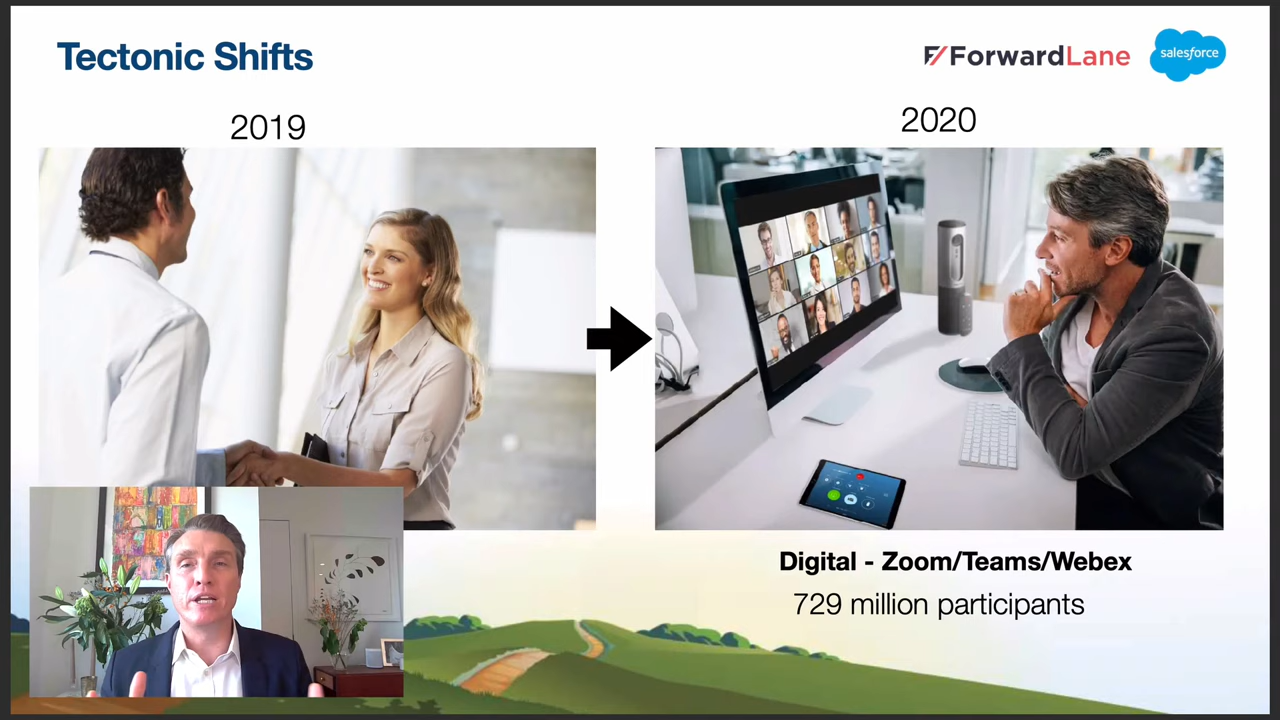 Tectonic Shifts
ForwardLane
salesforce
2019
2020
Digital - Zoom/Teams/Webex
729 million participants